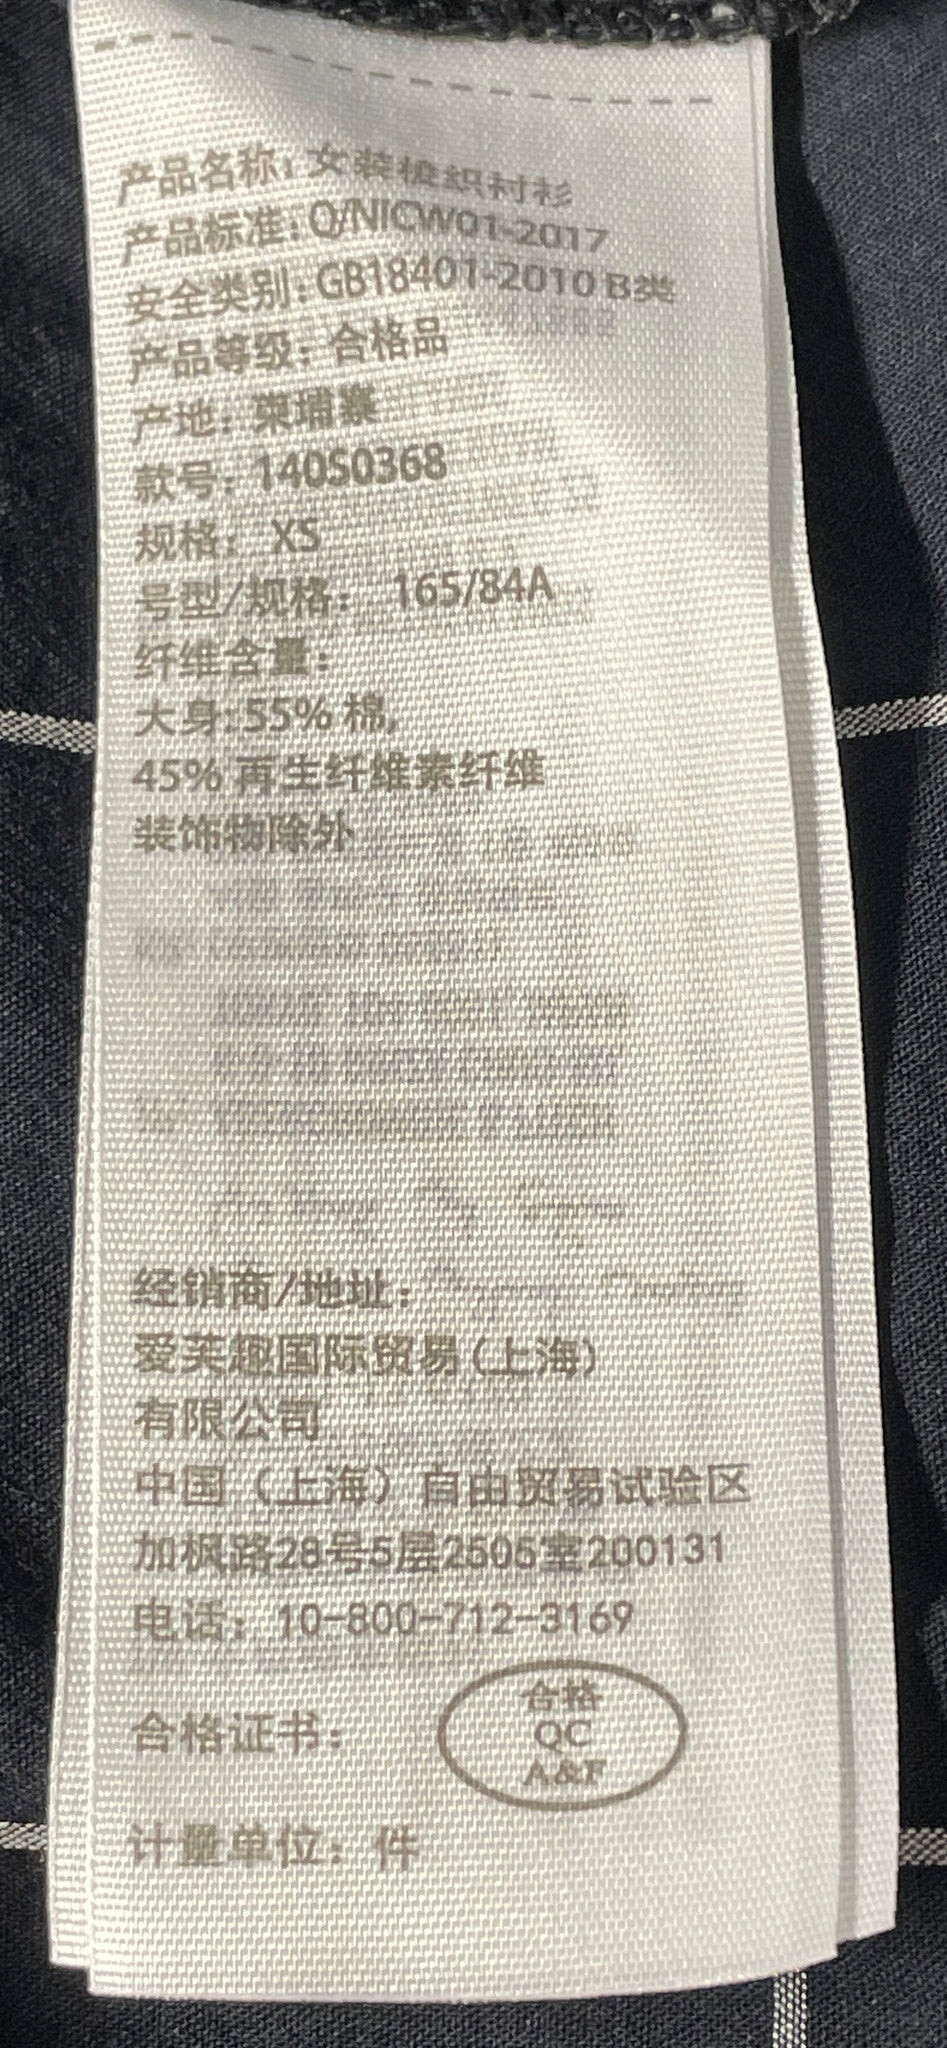 产品名称: 女装梭织衬衫
产品标准: Q/NICW01-2017
安全类别: GB18401-2010 B类
产品等级: 合格品
产地: 柬埔寨
款号: 14050368
规格: XS
号型/规格: 165/84A
纤维含量:
大身:55% 棉,
45% 再生纤维素纤维
装饰物除外
经销商/地址:
爱芙趣国际贸易(上海)
有限公司
中国（上海）自由贸易试验区
加枫路28号5层2505室200131
电话: 10-800-712-3169
合格证书:
合格
QC
A&F
计量单位: 件